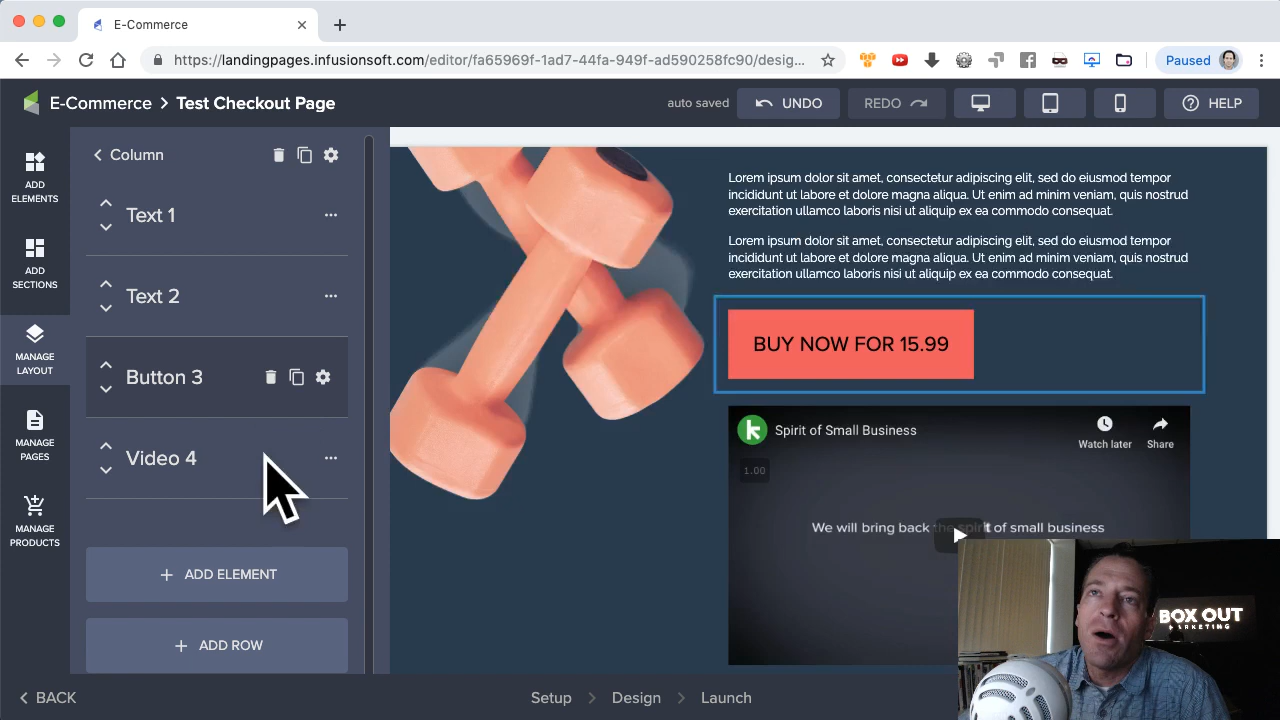 E-Commerce
https://landingpages.infusionsoft.com/editor/fa65969f-1ad7-44fa-949f-ad590258fc90/desig...
Paused
E-Commerce > Test Checkout Page
auto saved
UNDO
REDO
HELP
ADD
ELEMENTS
ADD
SECTIONS
MANAGE
LAYOUT
MANAGE
PAGES
MANAGE
PRODUCTS
Column
Text 1
Text 2
Button 3
Video 4
ADD ELEMENT
ADD ROW
Lorem ipsum dolor sit amet, consectetur adipiscing elit, sed do eiusmod tempor
incididunt ut labore et dolore magna aliqua. Ut enim ad minim veniam, quis nostrud
exercitation ullamco laboris nisi ut aliquip ex ea commodo consequat.
Lorem ipsum dolor sit amet, consectetur adipiscing elit, sed do eiusmod tempor
incididunt ut labore et dolore magna aliqua. Ut enim ad minim veniam, quis nostrud
exercitation ullamco laboris nisi ut aliquip ex ea commodo consequat.
BUY NOW FOR 15.99
k
Spirit of Small Business
Watch later
Share
1.00
We will bring back the spirit of small business
BOX OUT
MARKETING
BACK
Setup > Design > Launch